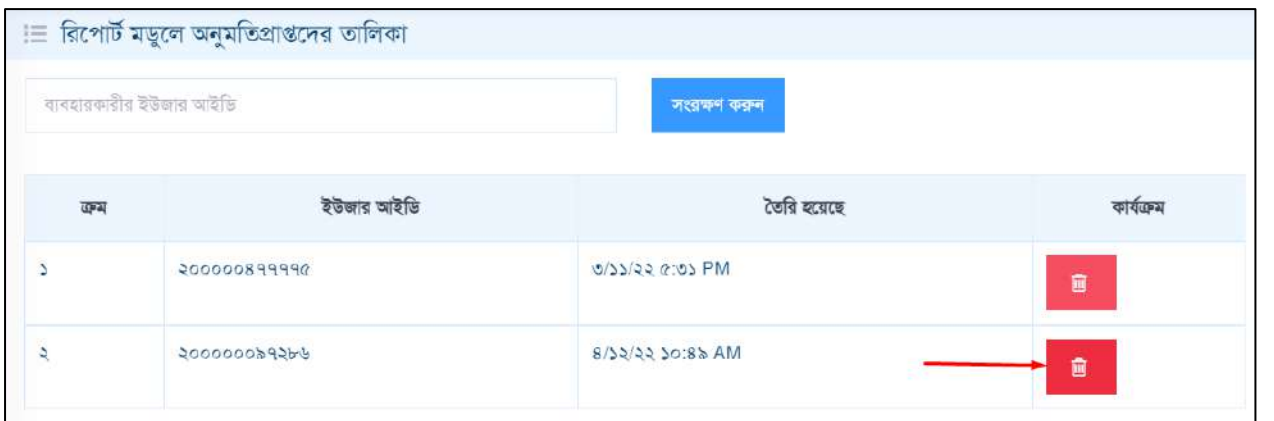 রিপোর্ট মডুলে অনুমতিপ্রাপ্তদের তালিকা
ব্যবহারকারীর ইউজার আইডি
সংরক্ষণ করুন
ক্রম ইউজার আইডি তৈরি হয়েছে কার্যক্রম
১ ২০০০০০৪৭৭৭৭৫ ৩/১১/২২ ৫:৩১ PM
২ ২০০০০০০৯৭২৮৬ ৪/১২/২২ ১০:৪৯ AM